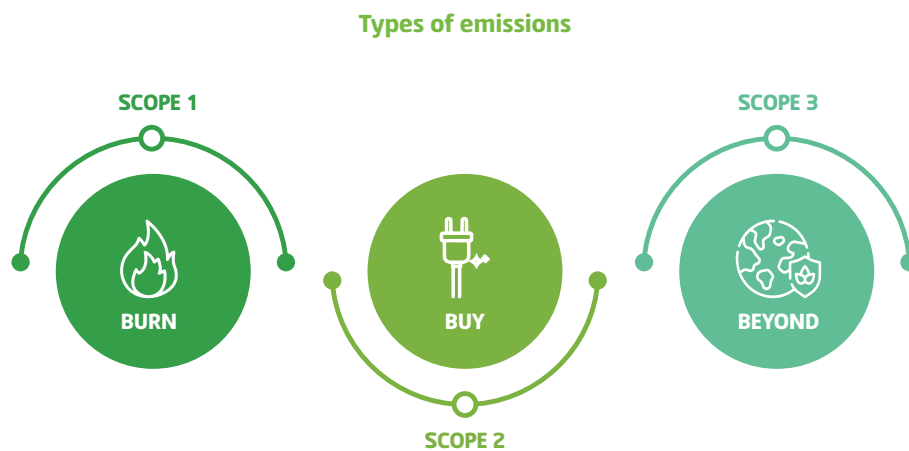 Types of emissions
SCOPE 1
BURN
BUY
SCOPE 2
SCOPE 3
BEYOND